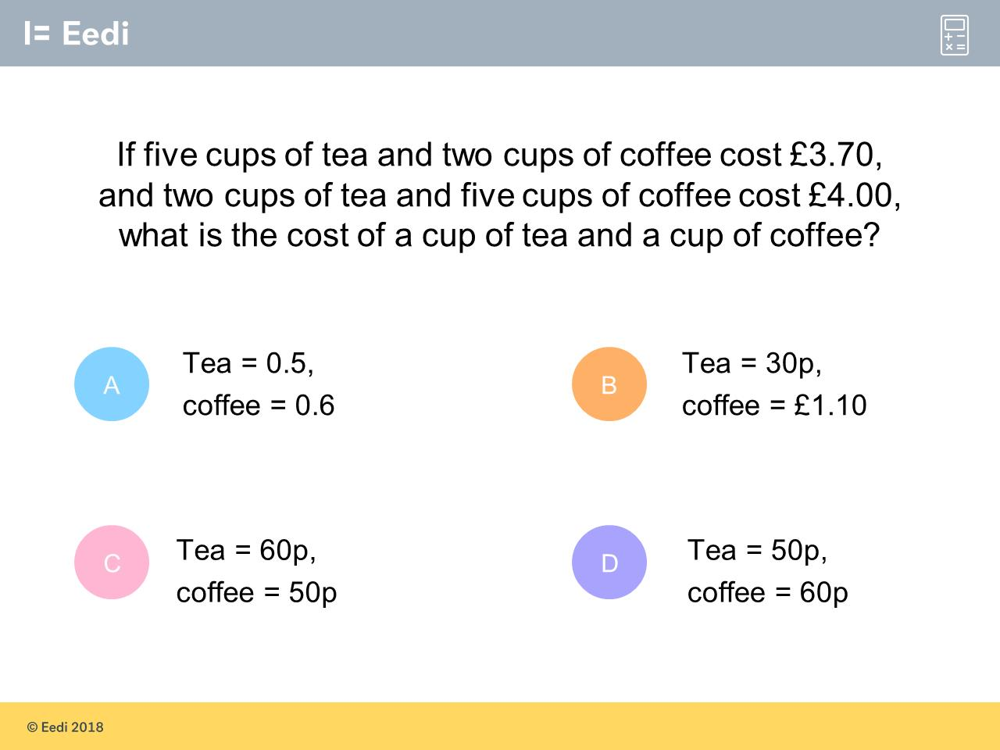 Eedi
If five cups of tea and two cups of coffee cost £3.70,
and two cups of tea and five cups of coffee cost £4.00,
what is the cost of a cup of tea and a cup of coffee?
A
Tea = 0.5,
coffee = 0.6
B
Tea = 30p,
coffee = £1.10
C
Tea = 60p,
coffee = 50p
D
Tea = 50p,
coffee = 60p
© Eedi 2018